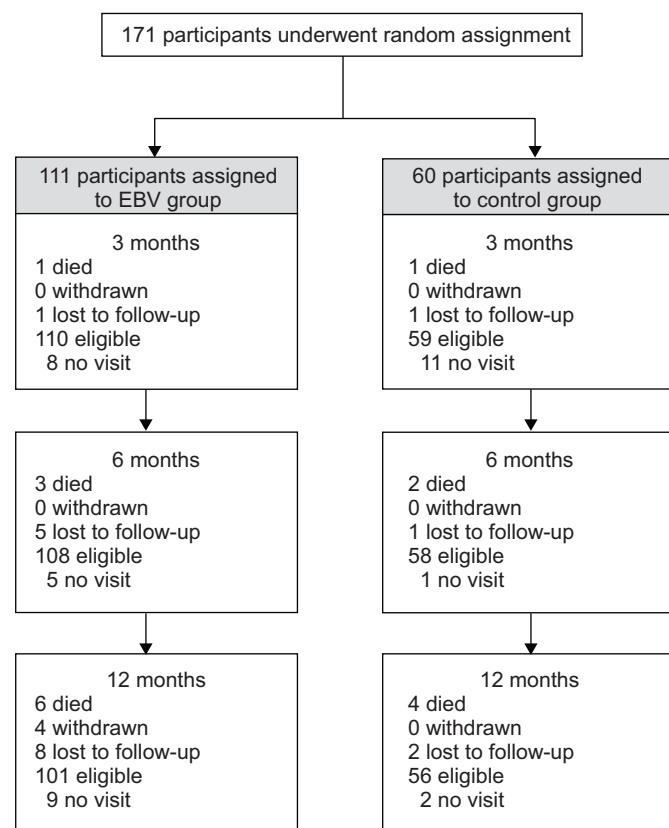 171 participants underwent random assignment
111 participants assigned
to EBV group
3 months
1 died
0 withdrawn
1 lost to follow-up
110 eligible
8 no visit
6 months
3 died
0 withdrawn
5 lost to follow-up
108 eligible
5 no visit
12 months
6 died
4 withdrawn
8 lost to follow-up
101 eligible
9 no visit
60 participants assigned
to control group
3 months
1 died
0 withdrawn
1 lost to follow-up
59 eligible
11 no visit
6 months
2 died
0 withdrawn
1 lost to follow-up
58 eligible
1 no visit
12 months
4 died
0 withdrawn
2 lost to follow-up
56 eligible
2 no visit